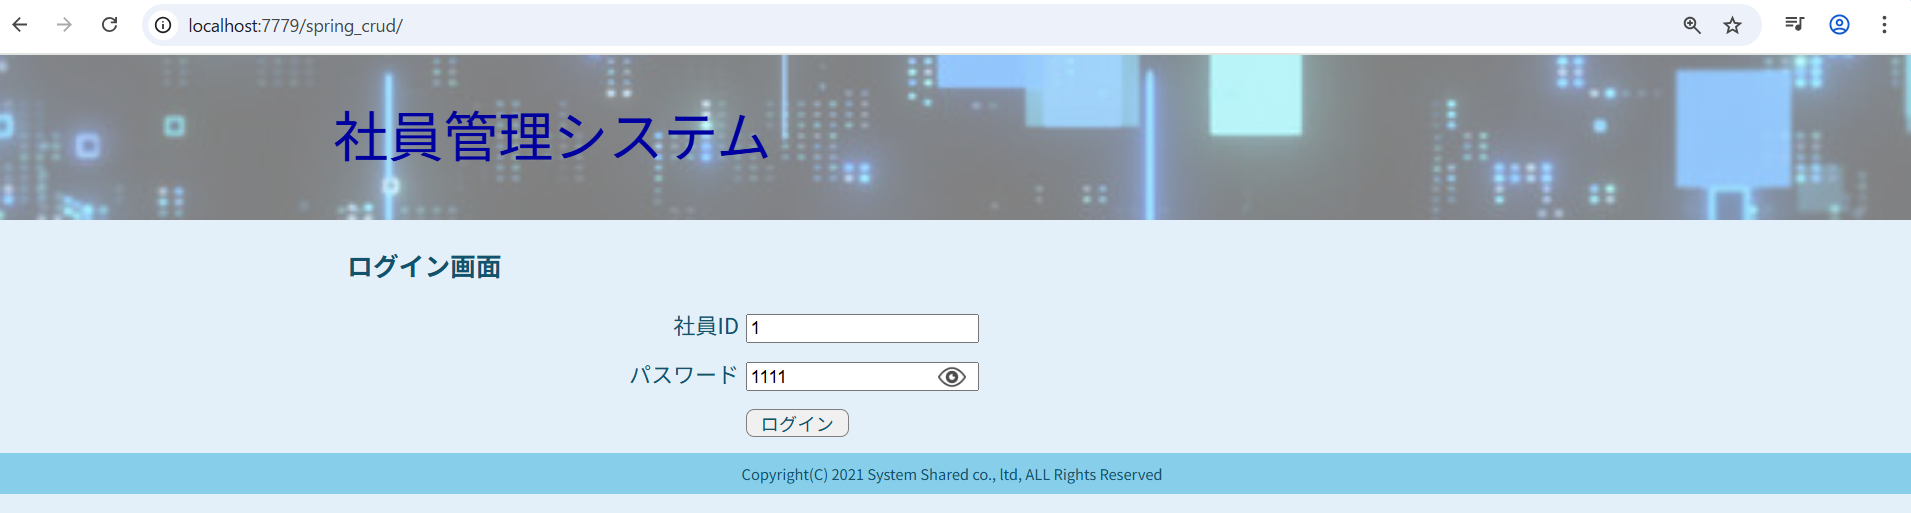 localhost:7779/spring_crud/
社員管理システム
ログイン画面
社員ID 1
パスワード 1111
ログイン
Copyright(C) 2021 System Shared co., ltd, ALL Rights Reserved